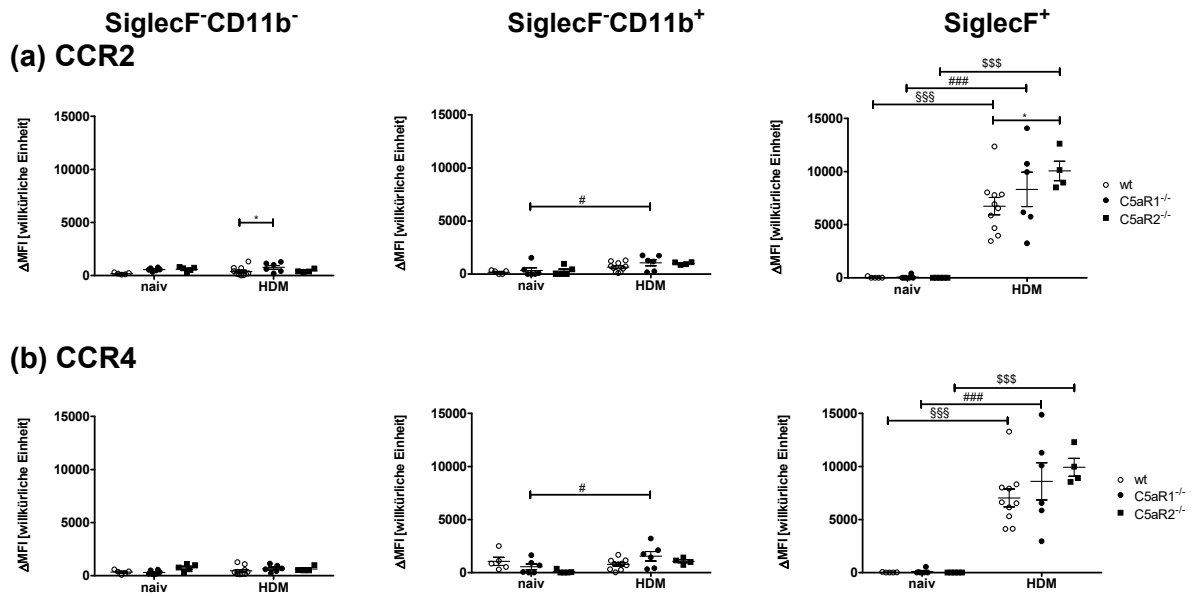 SiglecF⁻CD11b⁻ SiglecF⁻CD11b⁺ SiglecF⁺
(a) CCR2
ΔMFI [willkürliche Einheit]
15000
10000
5000
0
*
naiv HDM
ΔMFI [willkürliche Einheit]
15000
10000
5000
0
#
naiv HDM
ΔMFI [willkürliche Einheit]
15000
10000
5000
0
$$$
###
§§§
*
naiv HDM
wt
C5aR1⁻/⁻
C5aR2⁻/⁻
(b) CCR4
ΔMFI [willkürliche Einheit]
15000
10000
5000
0
naiv HDM
ΔMFI [willkürliche Einheit]
15000
10000
5000
0
#
naiv HDM
ΔMFI [willkürliche Einheit]
15000
10000
5000
0
$$$
###
§§§
naiv HDM
wt
C5aR1⁻/⁻
C5aR2⁻/⁻